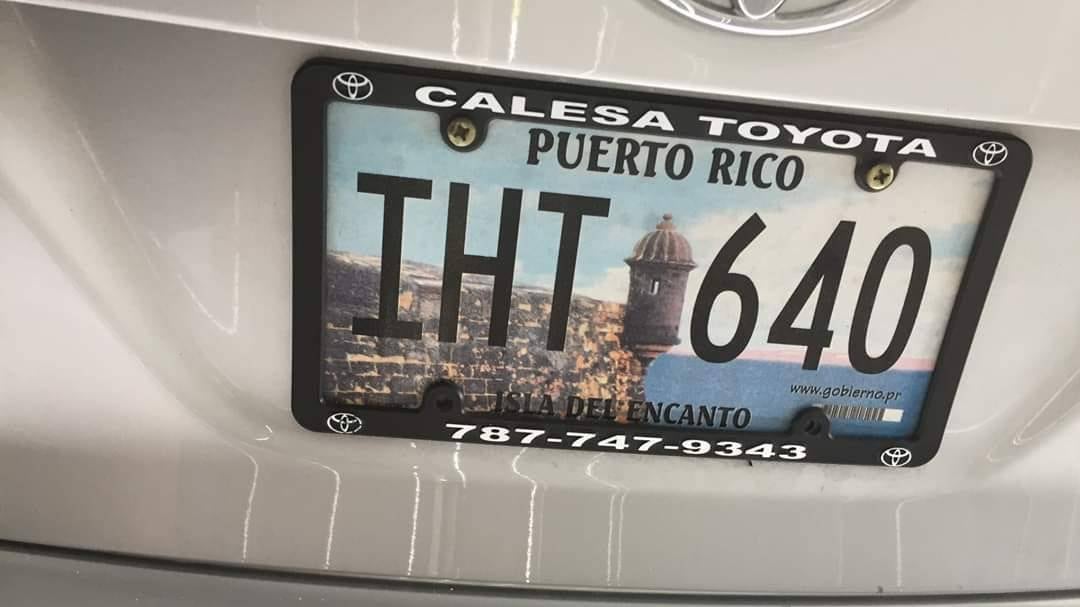 CALESA TOYOTA
PUERTO RICO
IHT 640
www.gobierno.pr
ISLA DEL ENCANTO
787-747-9343